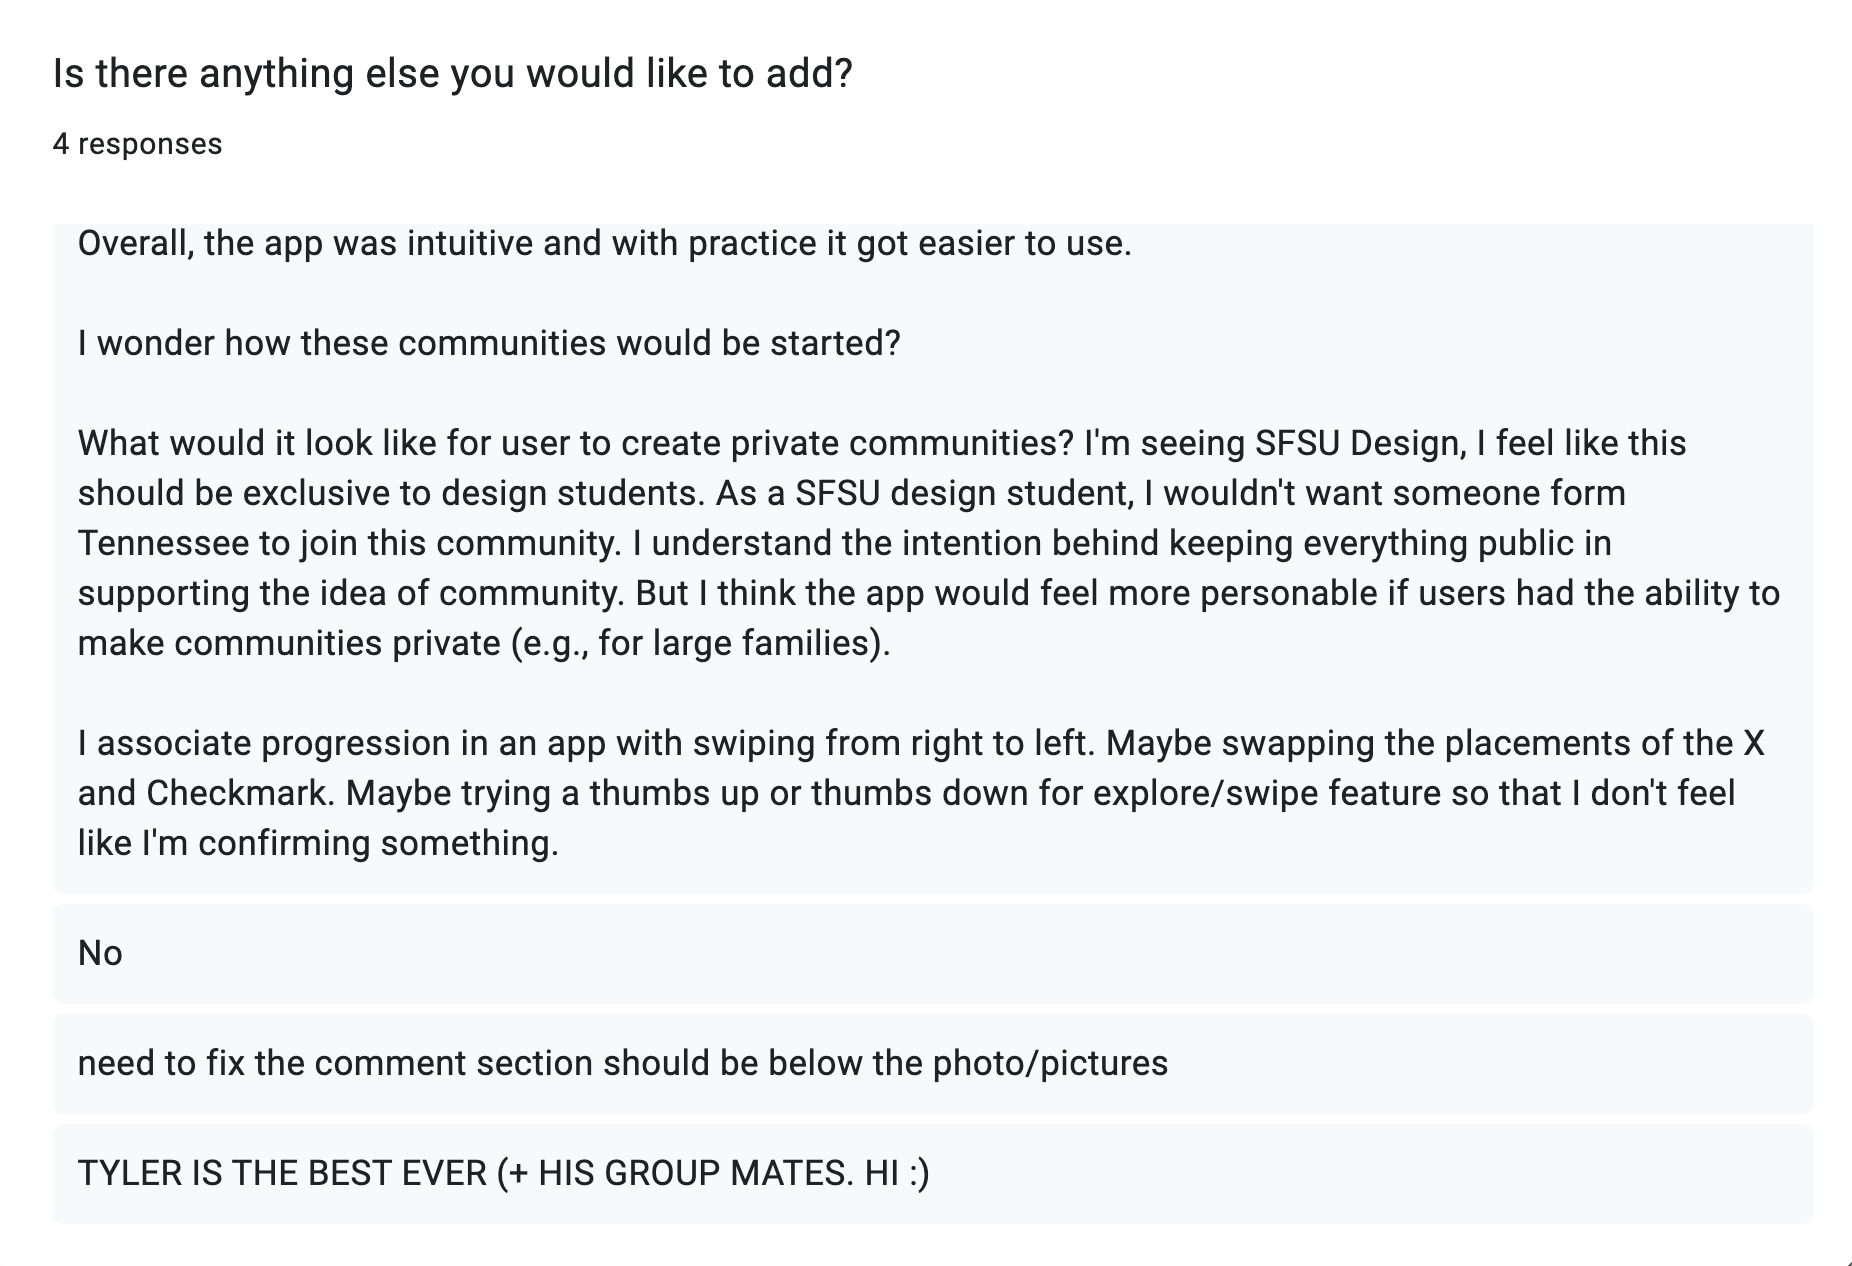 Is there anything else you would like to add?
4 responses
Overall, the app was intuitive and with practice it got easier to use.
I wonder how these communities would be started?
What would it look like for user to create private communities? I'm seeing SFSU Design, I feel like this
should be exclusive to design students. As a SFSU design student, I wouldn't want someone form
Tennessee to join this community. I understand the intention behind keeping everything public in
supporting the idea of community. But I think the app would feel more personable if users had the ability to
make communities private (e.g., for large families).
I associate progression in an app with swiping from right to left. Maybe swapping the placements of the X
and Checkmark. Maybe trying a thumbs up or thumbs down for explore/swipe feature so that I don't feel
like I'm confirming something.
No
need to fix the comment section should be below the photo/pictures
TYLER IS THE BEST EVER (+ HIS GROUP MATES. HI :)